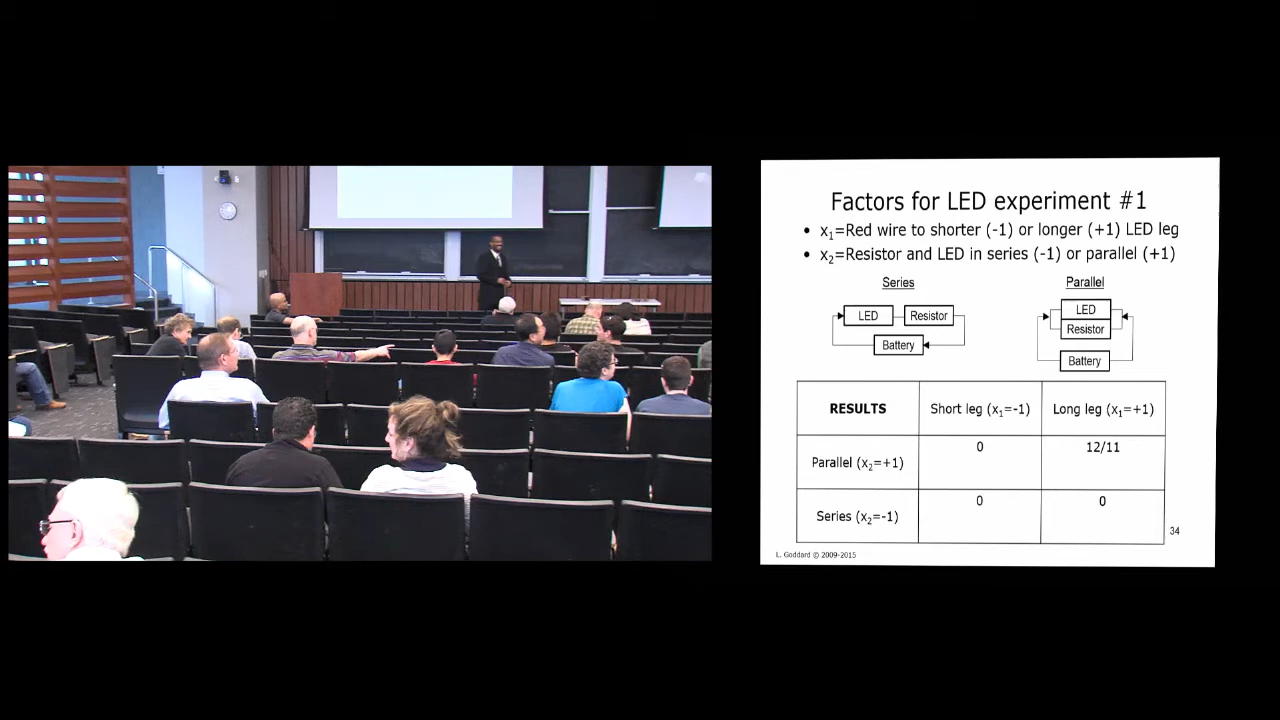 Factors for LED experiment #1
• x₁=Red wire to shorter (-1) or longer (+1) LED leg
• x₂=Resistor and LED in series (-1) or parallel (+1)
Series
Parallel
LED
Resistor
Battery
LED
Resistor
Battery
RESULTS
Short leg (x₁=-1)
Long leg (x₁=+1)
Parallel (x₂=+1)
0
12/11
Series (x₂=-1)
0
0
34
L. Goddard © 2009-2015